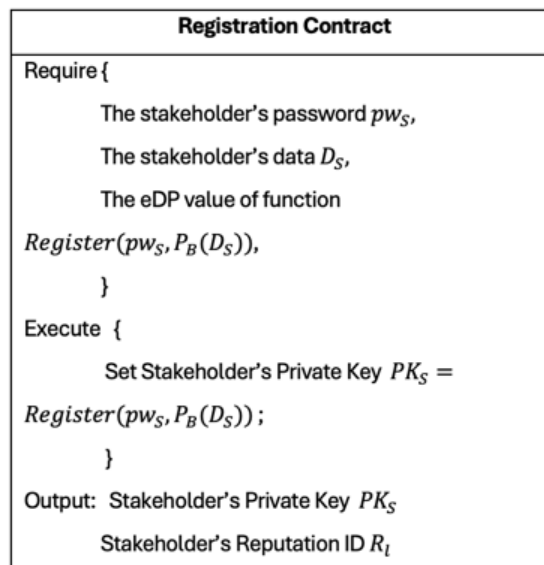 Registration Contract
Require {
The stakeholder's password pw_S,
The stakeholder's data D_S,
The eDP value of function
Register(pw_S, P_B(D_S)),
}
Execute {
Set Stakeholder's Private Key PK_S =
Register(pw_S, P_B(D_S));
}
Output: Stakeholder's Private Key PK_S
Stakeholder's Reputation ID R_l